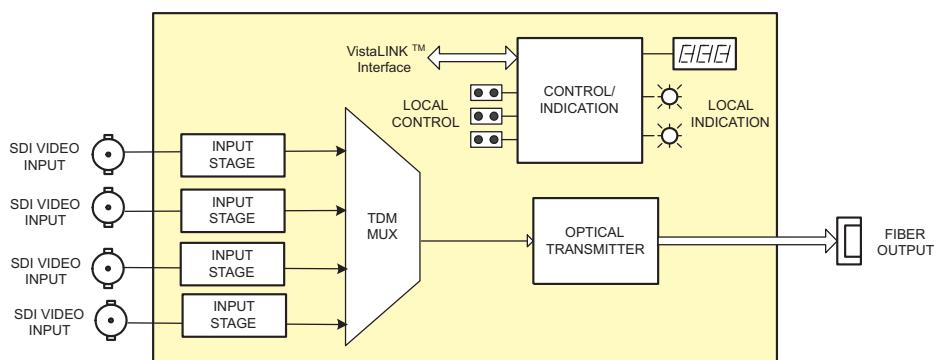 VistaLINK ™
Interface
LOCAL
CONTROL
CONTROL/
INDICATION
LOCAL
INDICATION
SDI VIDEO
INPUT
INPUT
STAGE
SDI VIDEO
INPUT
INPUT
STAGE
SDI VIDEO
INPUT
INPUT
STAGE
SDI VIDEO
INPUT
INPUT
STAGE
TDM
MUX
OPTICAL
TRANSMITTER
FIBER
OUTPUT